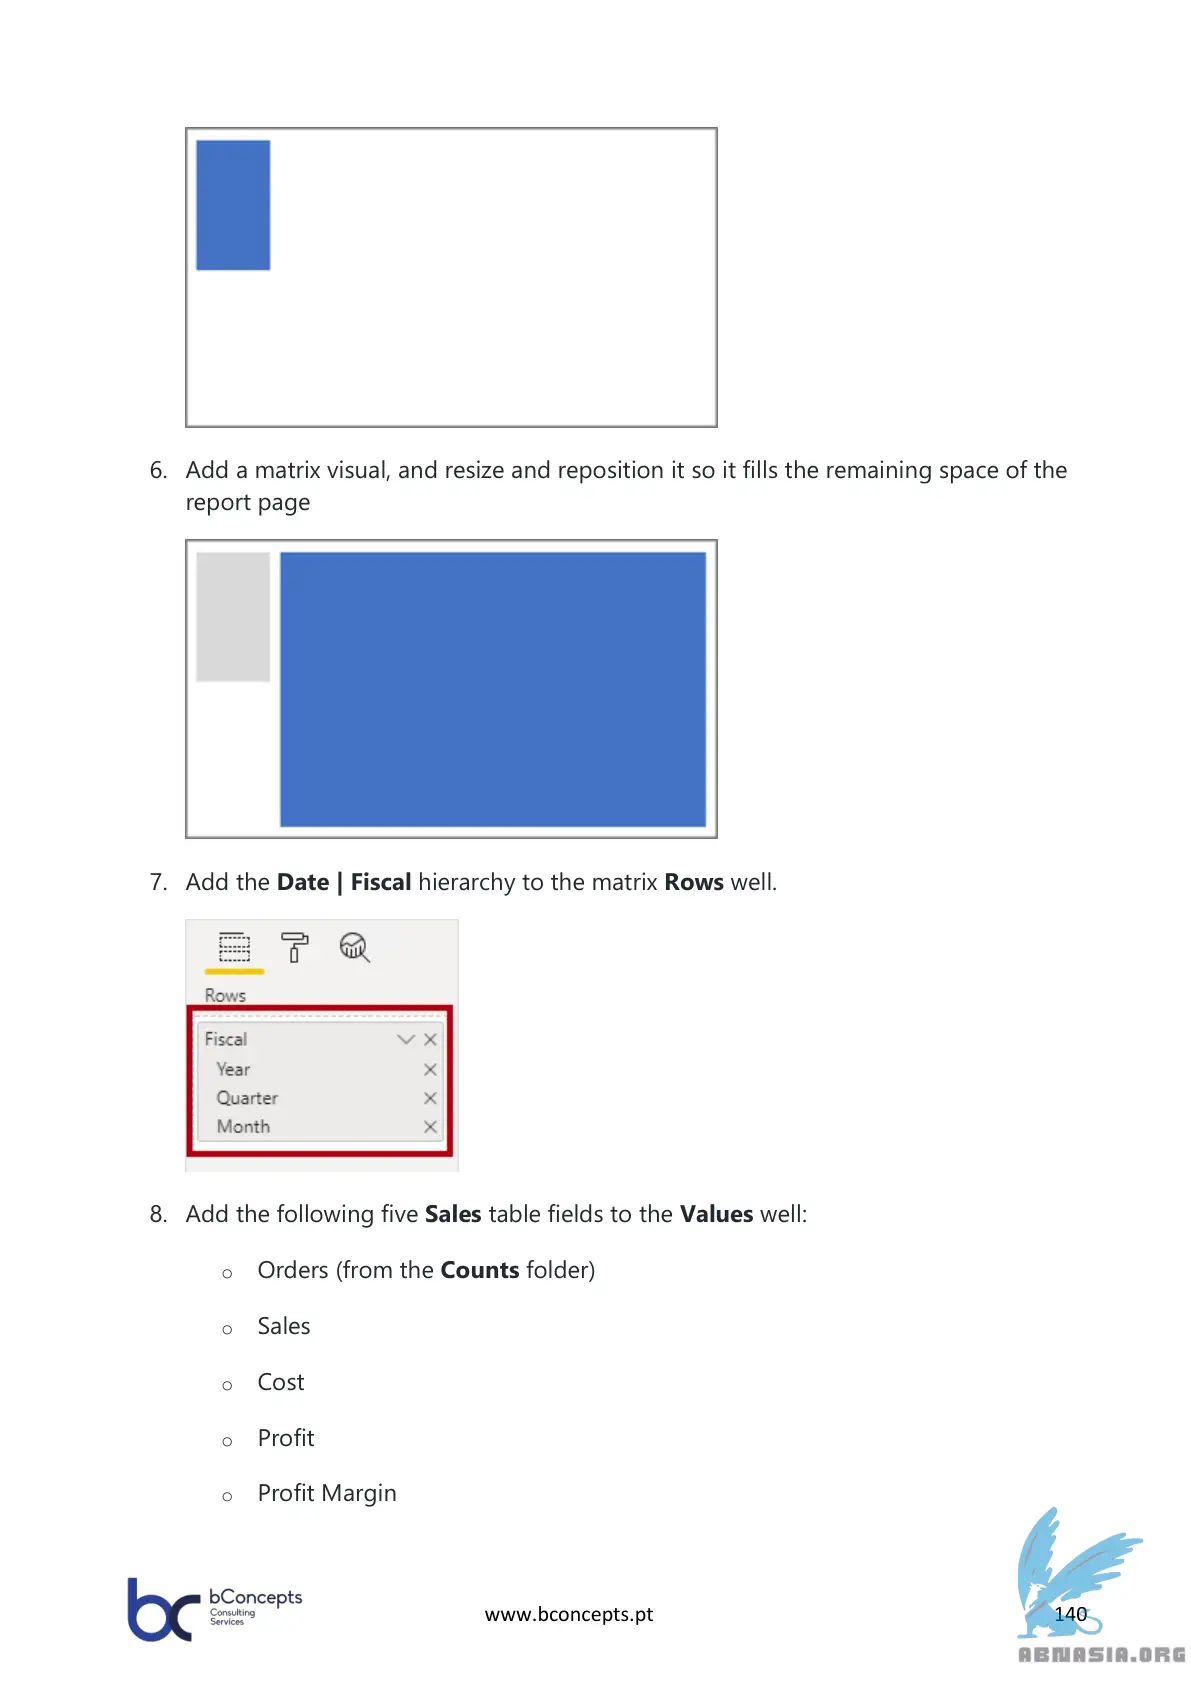 6. Add a matrix visual, and resize and reposition it so it fills the remaining space of the
report page
7. Add the Date | Fiscal hierarchy to the matrix Rows well.
Rows
Fiscal
Year
Quarter
Month
8. Add the following five Sales table fields to the Values well:
o Orders (from the Counts folder)
o Sales
o Cost
o Profit
o Profit Margin
bc bConcepts
Consulting
Services
www.bconcepts.pt
140
ABNASIA.ORG